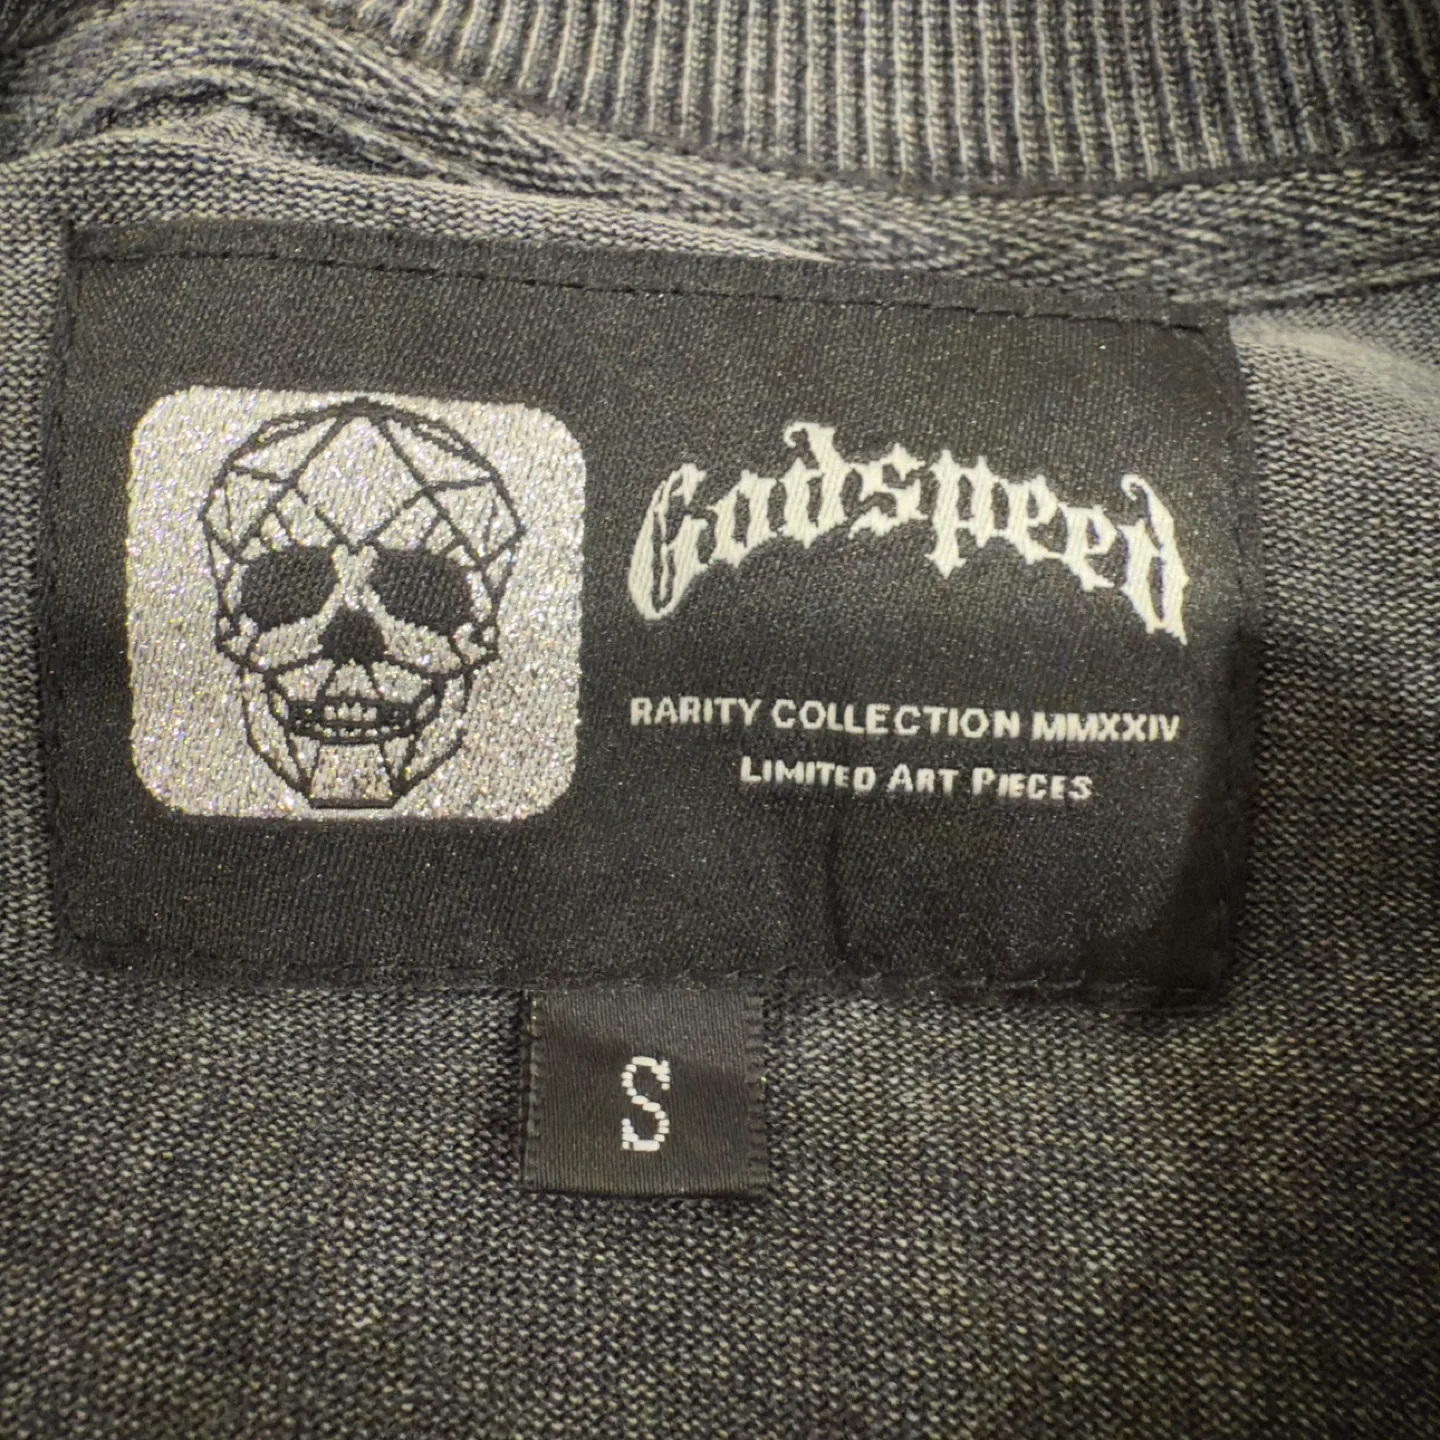 Godspeed
RARITY COLLECTION MMXXIV
LIMITED ART PIECES
S